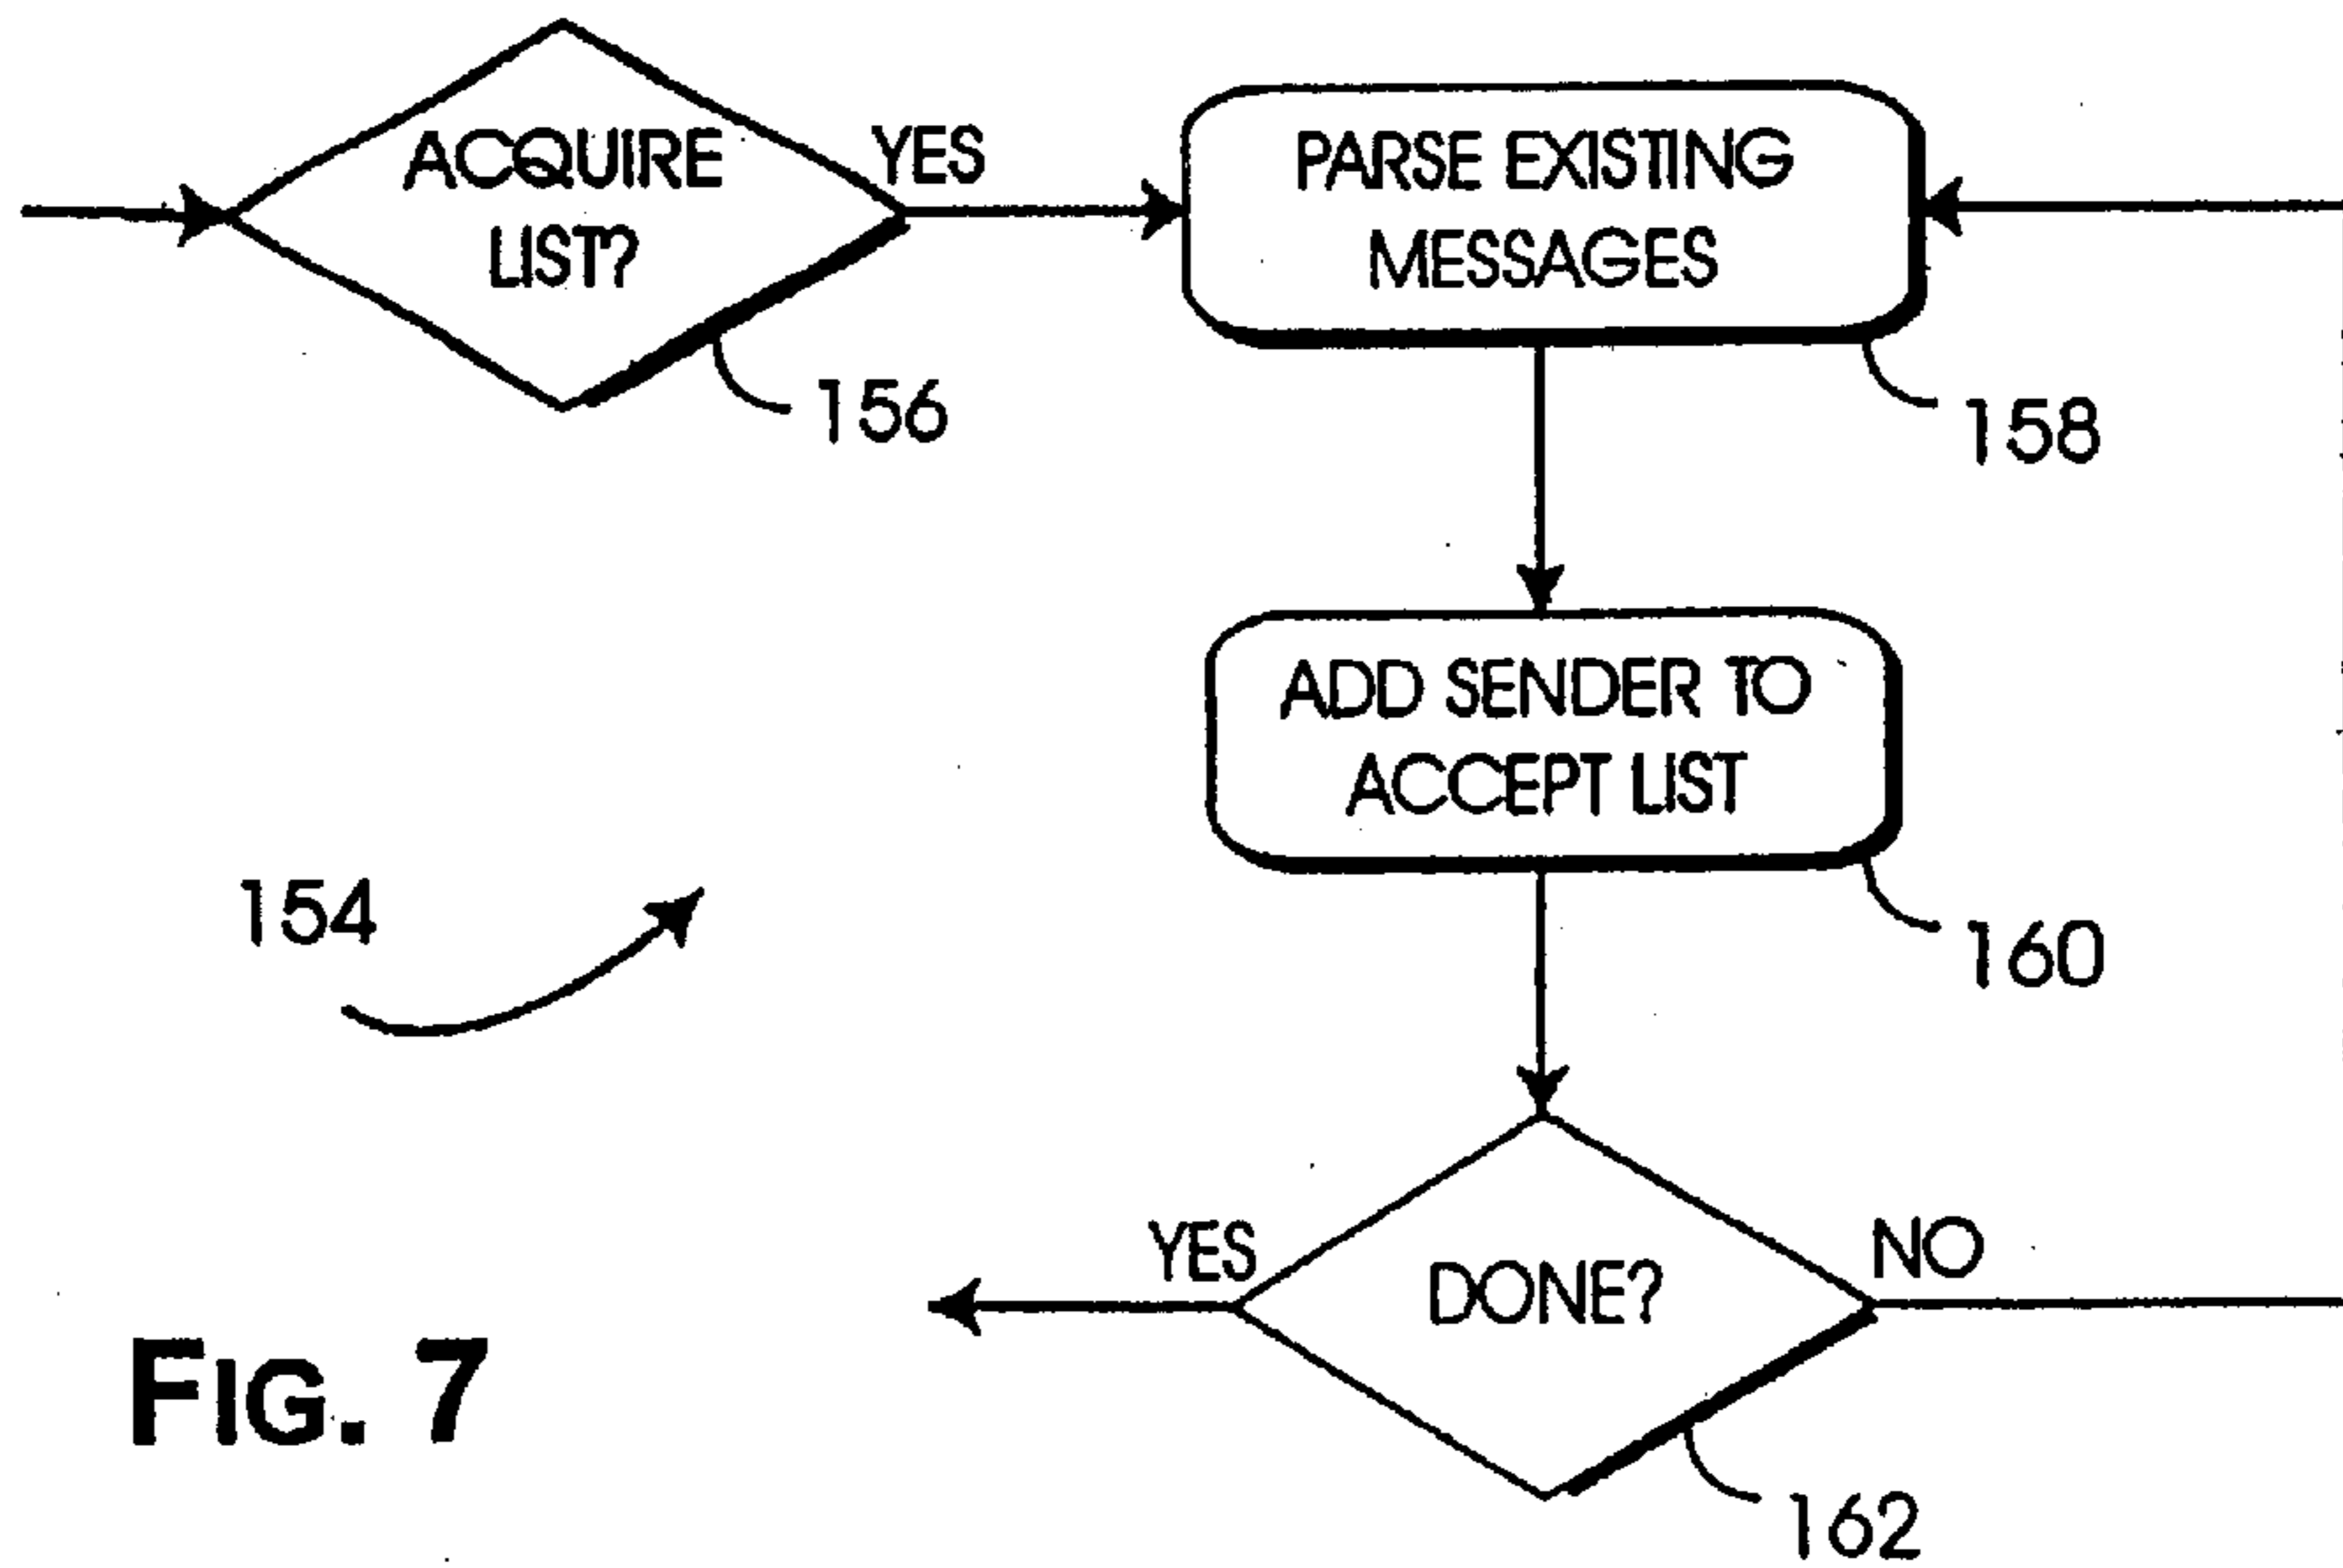 ACQUIRE
LIST?
YES
156
PARSE EXISTING
MESSAGES
158
ADD SENDER TO
ACCEPT LIST
160
154
YES
DONE?
NO
162
FIG. 7